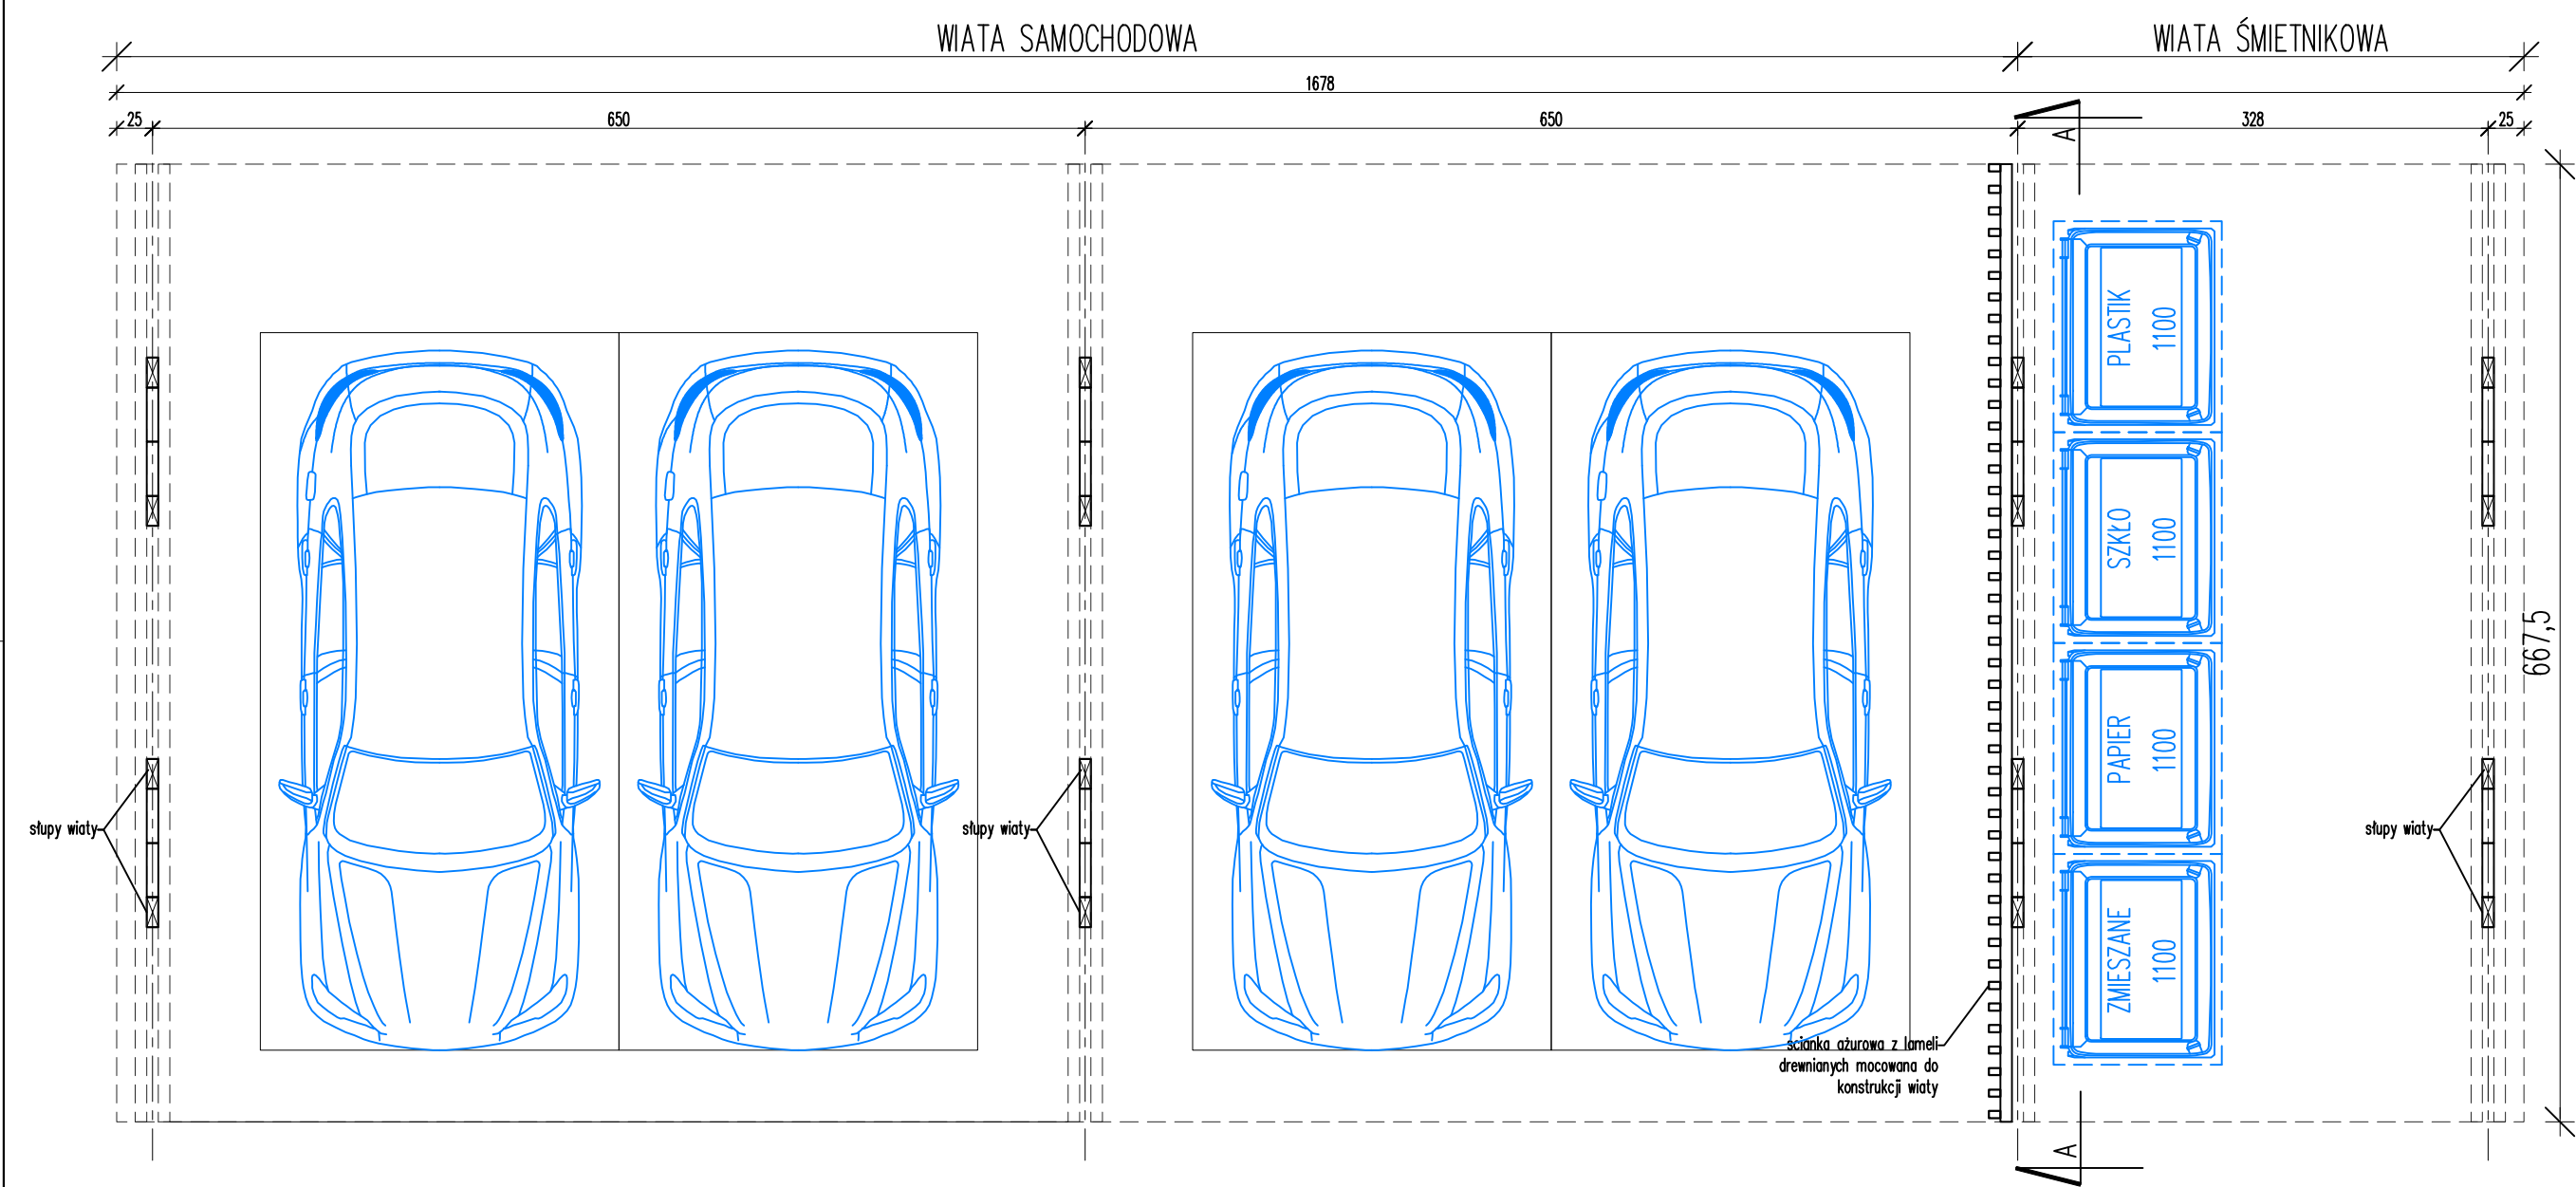 WIATA SAMOCHODOWA
WIATA ŚMIETNIKOWA
1678
25
650
650
328
25
A
667,5
PLASTIK
1100
SZKŁO
1100
PAPIER
1100
ZMIESZANE
1100
słupy wiaty
słupy wiaty
słupy wiaty
ścianka ażurowa z lameli
drewnianych mocowana do
konstrukcji wiaty
A